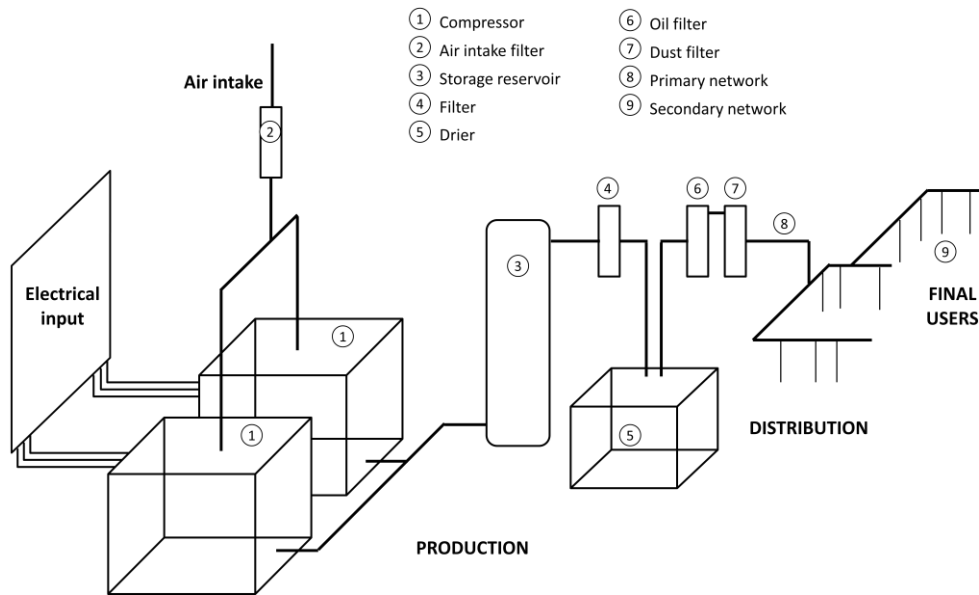 ① Compressor
② Air intake filter
③ Storage reservoir
④ Filter
⑤ Drier
⑥ Oil filter
⑦ Dust filter
⑧ Primary network
⑨ Secondary network
Air intake
②
④
⑥
⑦
⑧
③
⑨
Electrical
input
FINAL
USERS
①
①
⑤
DISTRIBUTION
PRODUCTION